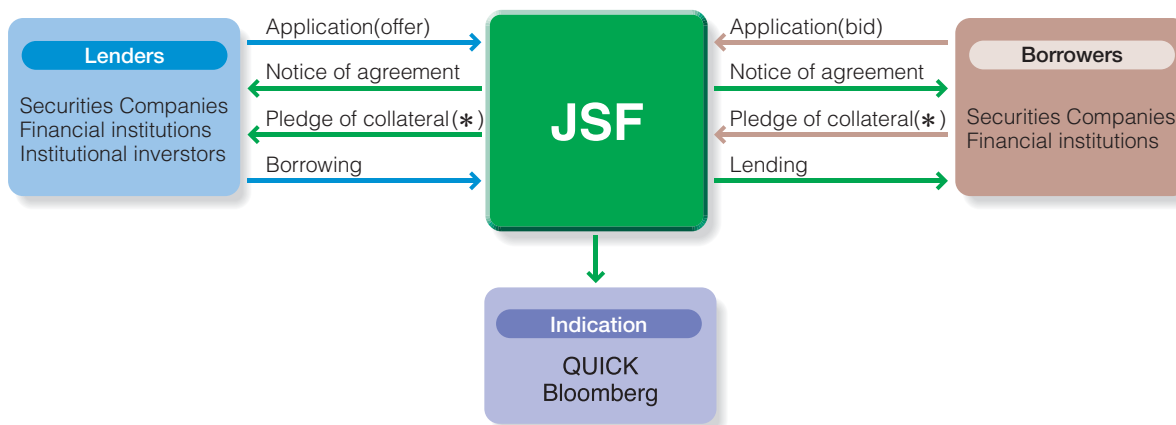 Lenders
Securities Companies
Financial institutions
Institutional inverstors
Application(offer)
Notice of agreement
Pledge of collateral(*)
Borrowing
JSF
Application(bid)
Notice of agreement
Pledge of collateral(*)
Lending
Borrowers
Securities Companies
Financial institutions
Indication
QUICK
Bloomberg